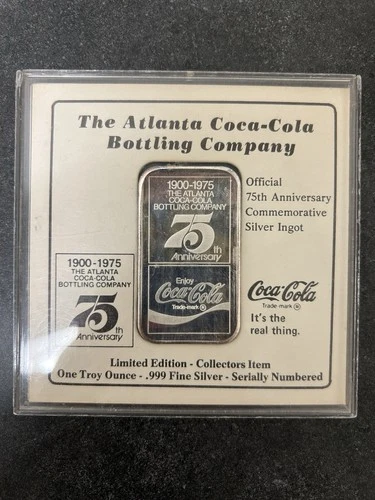 The Atlanta Coca-Cola
Bottling Company
1900-1975
THE ATLANTA
COCA-COLA
BOTTLING COMPANY
75th
Anniversary
Enjoy
Coca-Cola
Trade-mark ®
Official
75th Anniversary
Commemorative
Silver Ingot
1900-1975
THE ATLANTA
COCA-COLA
BOTTLING COMPANY
75th
Anniversary
Coca-Cola
Trade-mark ®
It's the
real thing.
Limited Edition - Collectors Item
One Troy Ounce - .999 Fine Silver - Serially Numbered